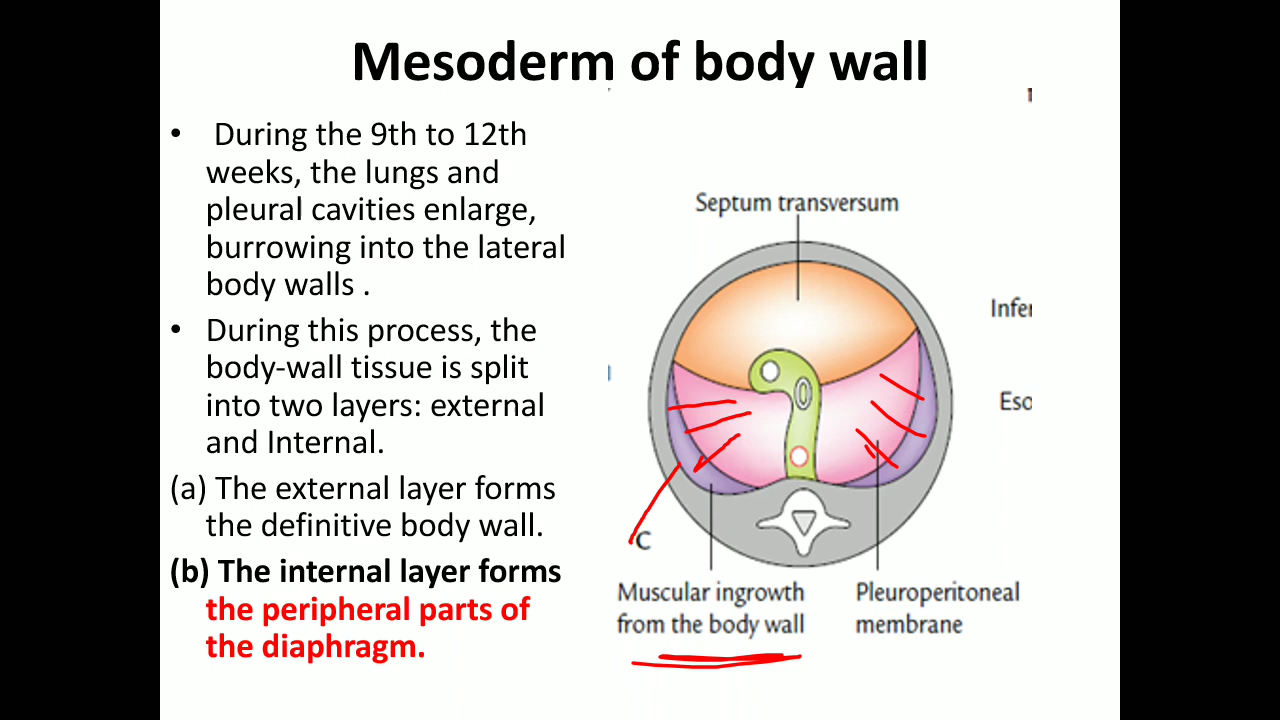 Mesoderm of body wall
• During the 9th to 12th
weeks, the lungs and
pleural cavities enlarge,
burrowing into the lateral
body walls .
• During this process, the
body-wall tissue is split
into two layers: external
and Internal.
(a) The external layer forms
the definitive body wall.
(b) The internal layer forms
the peripheral parts of
the diaphragm.
Septum transversum
Infer
Eso
C
Muscular ingrowth
from the body wall
Pleuroperitoneal
membrane